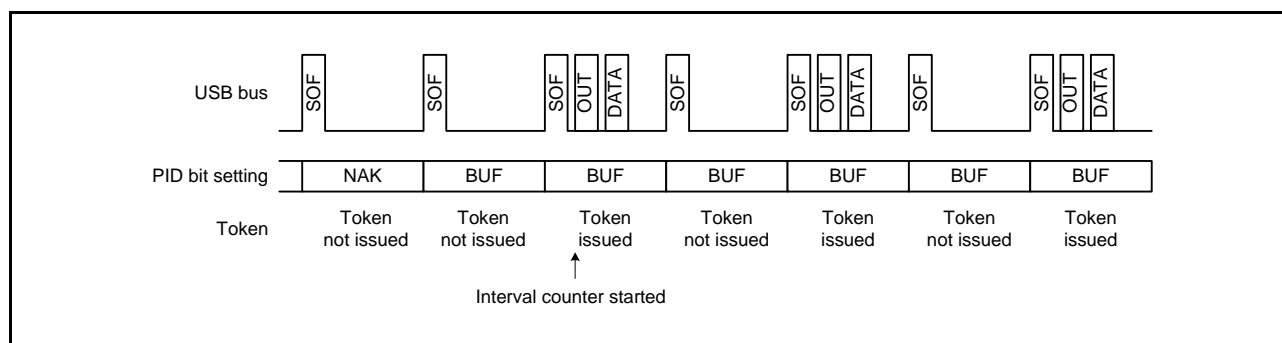 USB bus
SOF SOF SOF OUT DATA SOF SOF OUT DATA SOF SOF OUT DATA
PID bit setting
NAK BUF BUF BUF BUF BUF BUF
Token
Token not issued
Token not issued
Token issued
Token not issued
Token issued
Token not issued
Token issued
Interval counter started